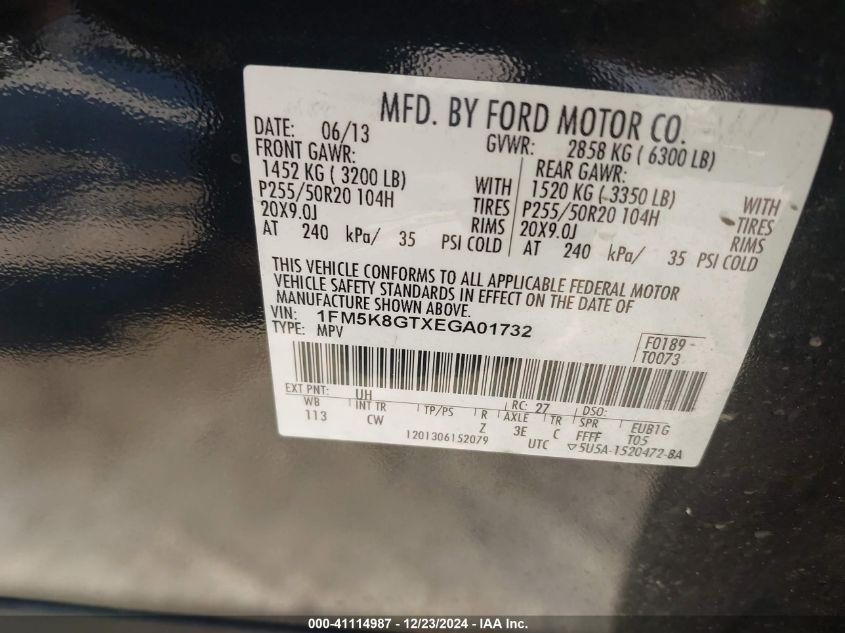 MFD. BY FORD MOTOR CO.
DATE: 06/13 GVWR: 2858 KG ( 6300 LB)
FRONT GAWR: REAR GAWR:
1452 KG ( 3200 LB) WITH 1520 KG ( 3350 LB) WITH
P255/50R20 104H TIRES P255/50R20 104H TIRES
20X9.0J RIMS 20X9.0J RIMS
AT 240 kPa/ 35 PSI COLD AT 240 kPa/ 35 PSI COLD
THIS VEHICLE CONFORMS TO ALL APPLICABLE FEDERAL MOTOR
VEHICLE SAFETY STANDARDS IN EFFECT ON THE DATE OF
MANUFACTURE SHOWN ABOVE.
VIN: 1FM5K8GTXEGA01732
TYPE: MPV
F0189 -
T0073
EXT PNT: UH RC: 27 DSO:
WB INT TR TP/PS R AXLE TR SPR EUB1G
113 CW Z 3E C FFFF T05
1201306152079 UTC ▽5U5A-1520472-BA
000-41114987 - 12/23/2024 - IAA Inc.